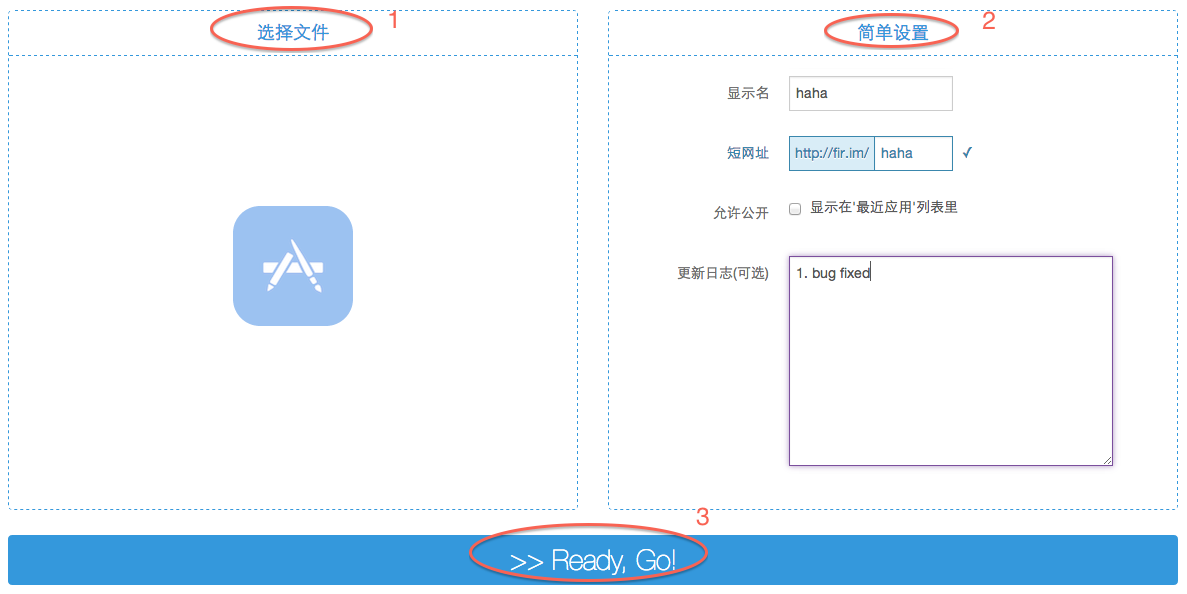 选择文件 1
简单设置 2
显示名 haha
短网址 http://fir.im/ haha ✓
允许公开 显示在'最近应用'列表里
更新日志(可选) 1. bug fixed
>> Ready, Go! 3